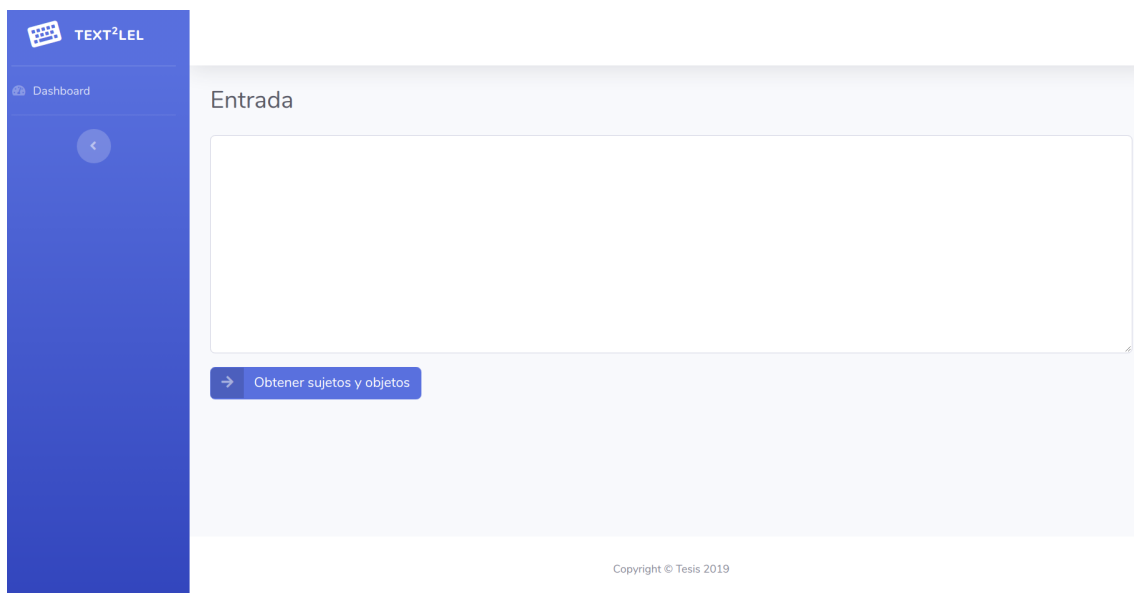 TEXT²LEL
Dashboard
Entrada
Obtener sujetos y objetos
Copyright © Tesis 2019